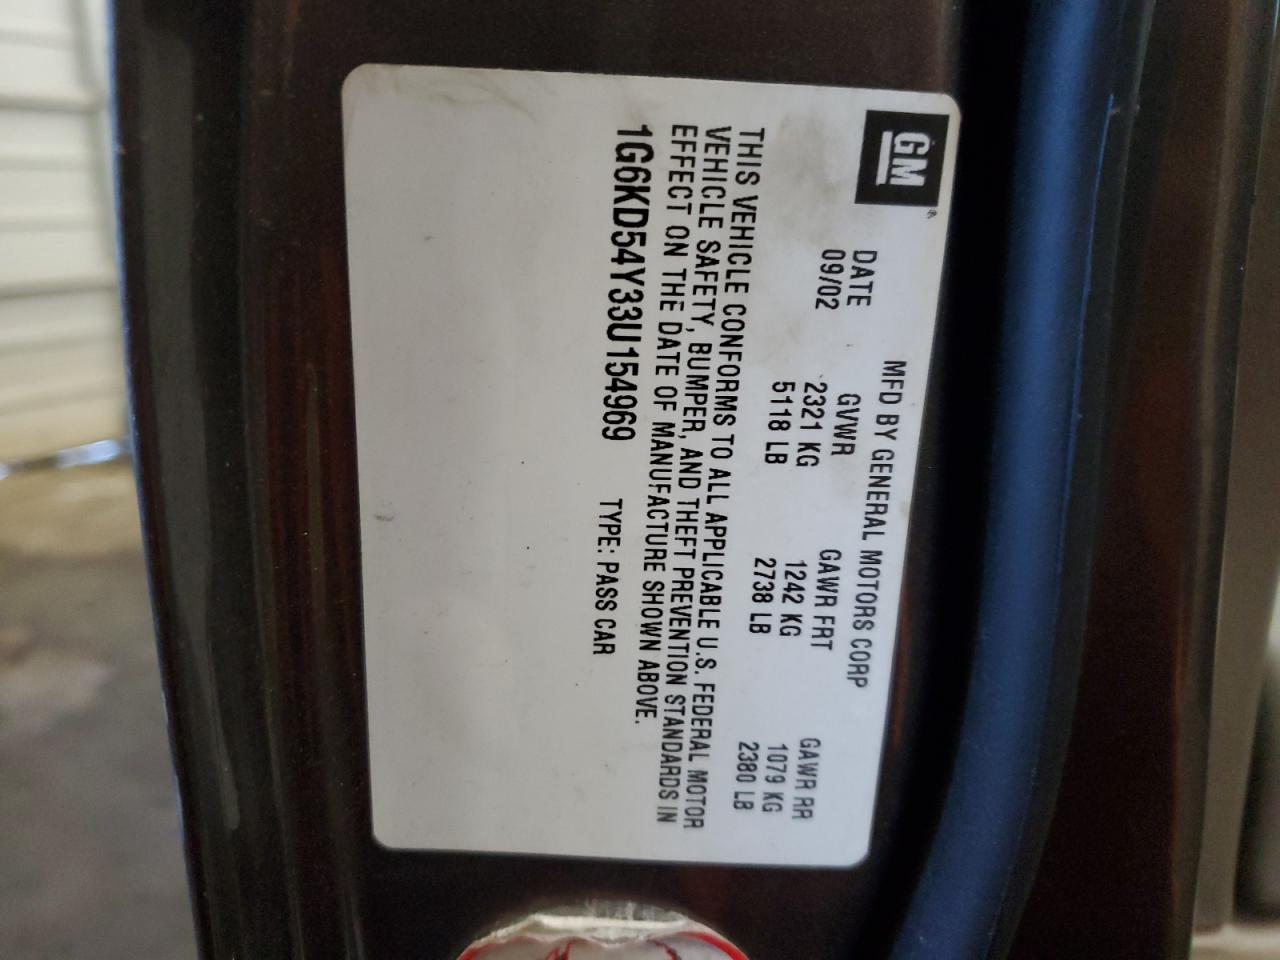 GM®
MFD BY GENERAL MOTORS CORP
DATE GVWR GAWR FRT GAWR RR
09/02 2321 KG 1242 KG 1079 KG
5118 LB 2738 LB 2380 LB
THIS VEHICLE CONFORMS TO ALL APPLICABLE U.S. FEDERAL MOTOR
VEHICLE SAFETY, BUMPER, AND THEFT PREVENTION STANDARDS IN
EFFECT ON THE DATE OF MANUFACTURE SHOWN ABOVE.
1G6KD54Y33U154969 TYPE: PASS CAR